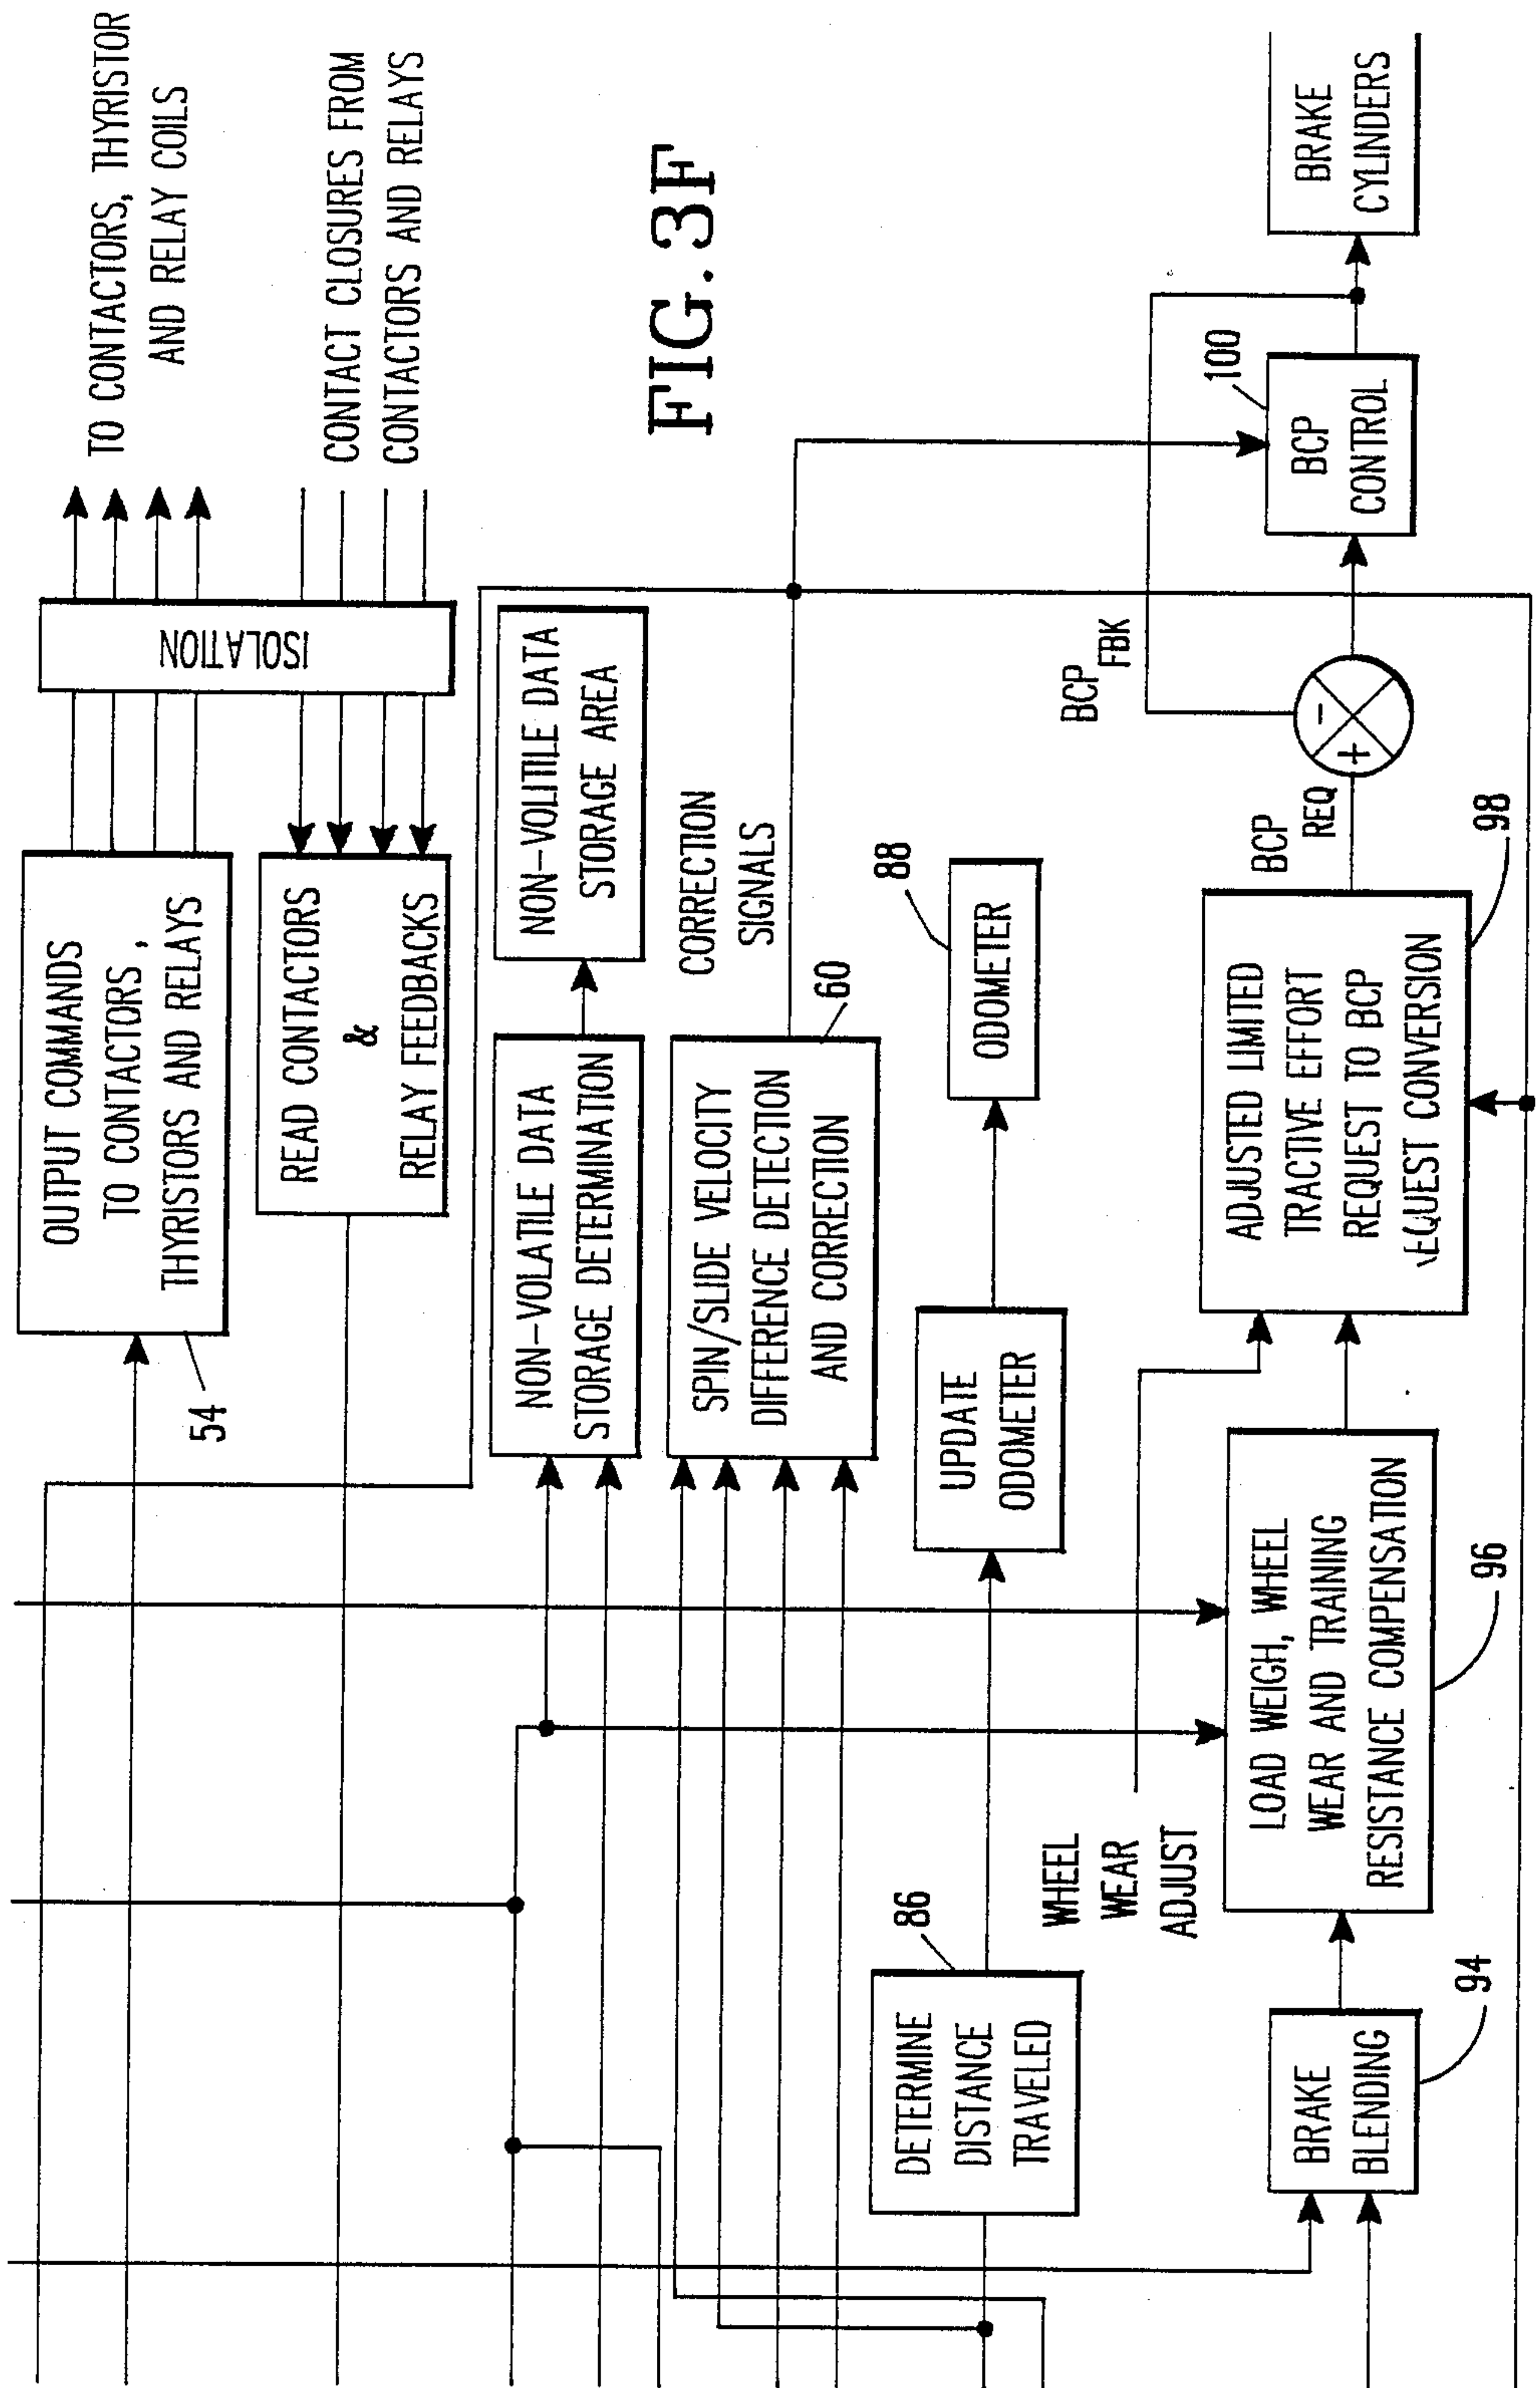 OUTPUT COMMANDS
TO CONTACTORS ,
THYRISTORS AND RELAYS
54
ISOLATION
TO CONTACTORS, THYRISTOR
AND RELAY COILS
READ CONTACTORS
&
RELAY FEEDBACKS
CONTACT CLOSURES FROM
CONTACTORS AND RELAYS
NON-VOLATILE DATA
STORAGE DETERMINATION
NON-VOLITILE DATA
STORAGE AREA
FIG. 3F
SPIN/SLIDE VELOCITY
DIFFERENCE DETECTION
AND CORRECTION
60
CORRECTION
SIGNALS
DETERMINE
DISTANCE
TRAVELED
86
UPDATE
ODOMETER
ODOMETER
88
WHEEL
WEAR
ADJUST
BRAKE
BLENDING
94
LOAD WEIGH, WHEEL
WEAR AND TRAINING
RESISTANCE COMPENSATION
96
ADJUSTED LIMITED
TRACTIVE EFFORT
REQUEST TO BCP
EQUEST CONVERSION
98
BCP
REQ
+
-
BCP
FBK
BCP
CONTROL
100
BRAKE
CYLINDERS